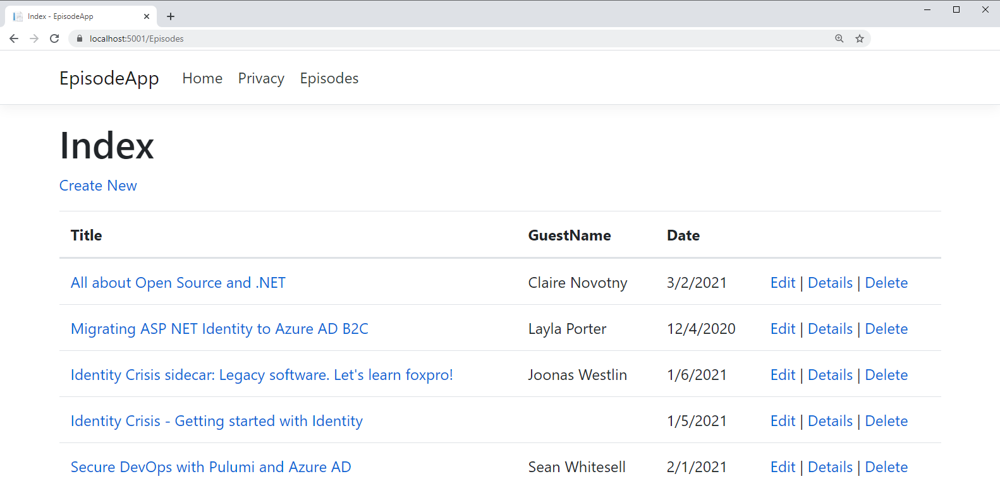 Index - EpisodeApp
localhost:5001/Episodes
EpisodeApp Home Privacy Episodes
Index
Create New
Title GuestName Date
All about Open Source and .NET Claire Novotny 3/2/2021 Edit | Details | Delete
Migrating ASP NET Identity to Azure AD B2C Layla Porter 12/4/2020 Edit | Details | Delete
Identity Crisis sidecar: Legacy software. Let's learn foxpro! Joonas Westlin 1/6/2021 Edit | Details | Delete
Identity Crisis - Getting started with Identity 1/5/2021 Edit | Details | Delete
Secure DevOps with Pulumi and Azure AD Sean Whitesell 2/1/2021 Edit | Details | Delete